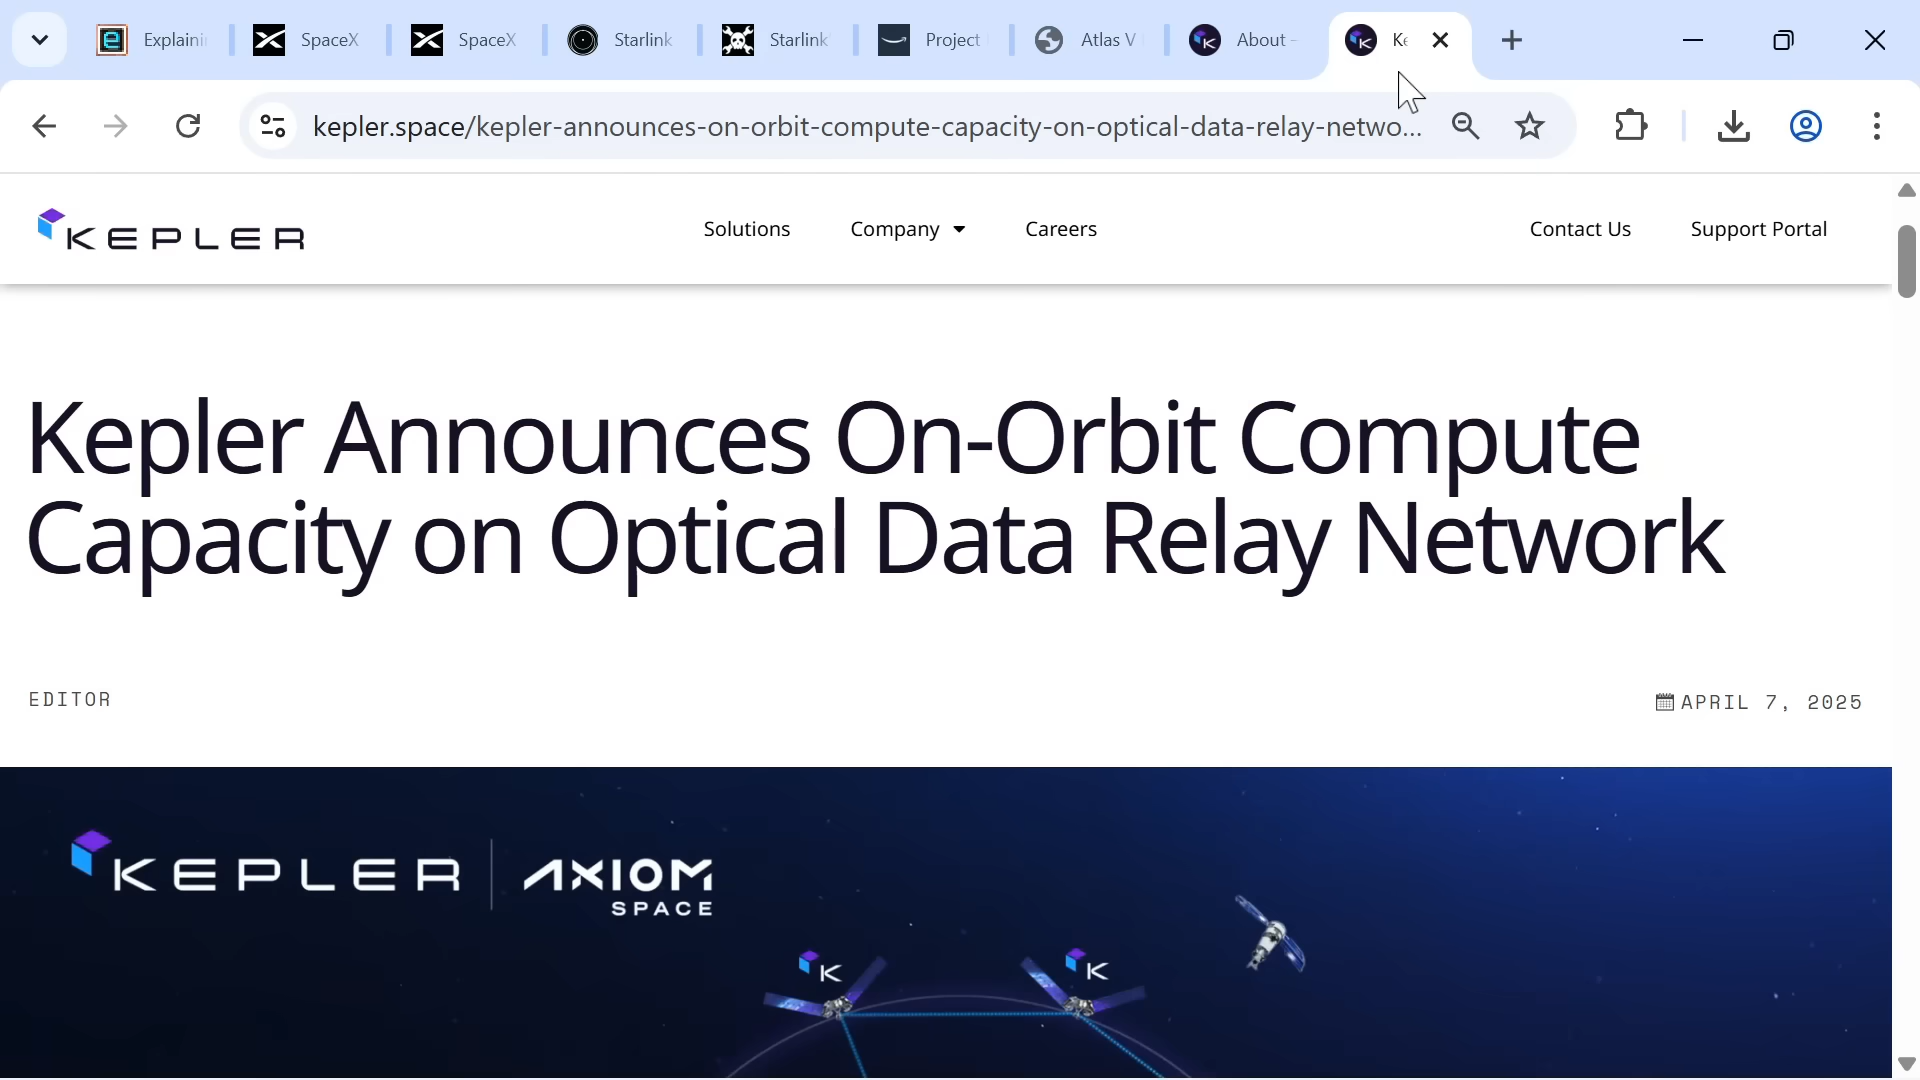 Explaini
SpaceX
SpaceX
Starlink
Starlink
Project
Atlas V
About -
Ke
kepler.space/kepler-announces-on-orbit-compute-capacity-on-optical-data-relay-netwo...
KEPLER
Solutions
Company
Careers
Contact Us
Support Portal
Kepler Announces On-Orbit Compute
Capacity on Optical Data Relay Network
EDITOR
APRIL 7, 2025
KEPLER
AXIOM
SPACE
K
K